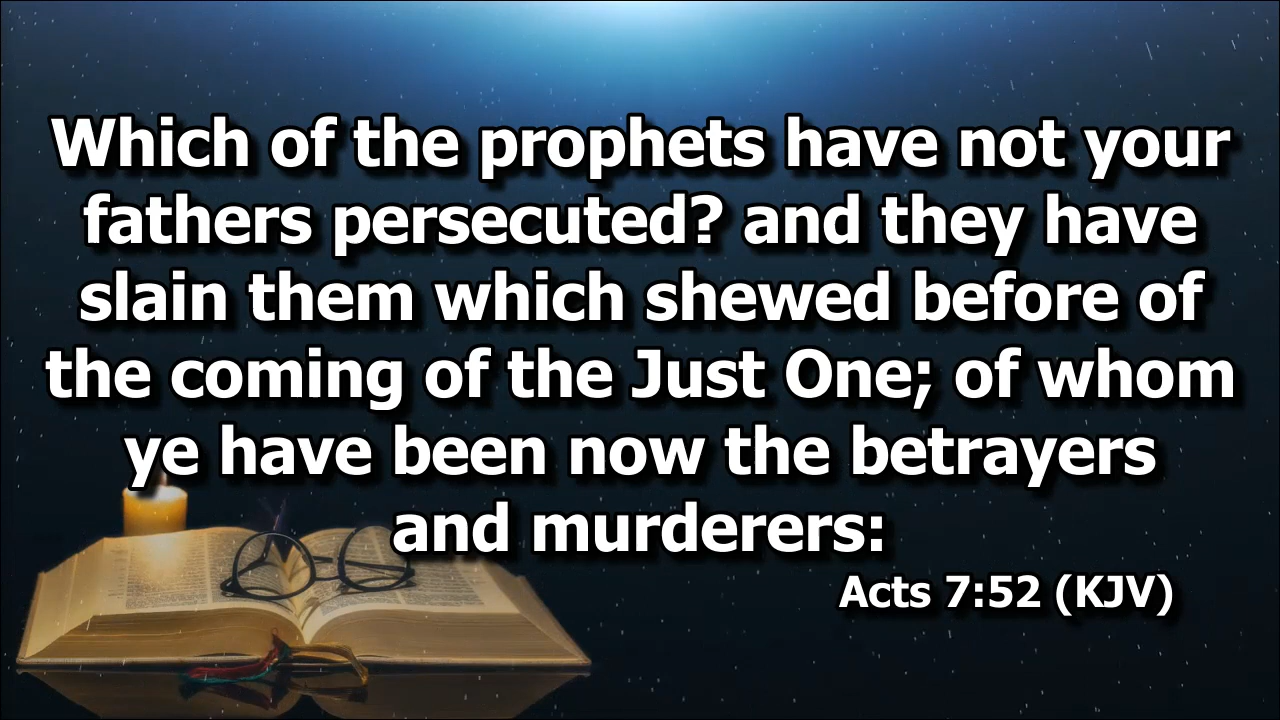 Which of the prophets have not your
fathers persecuted? and they have
slain them which shewed before of
the coming of the Just One; of whom
ye have been now the betrayers
and murderers:
Acts 7:52 (KJV)